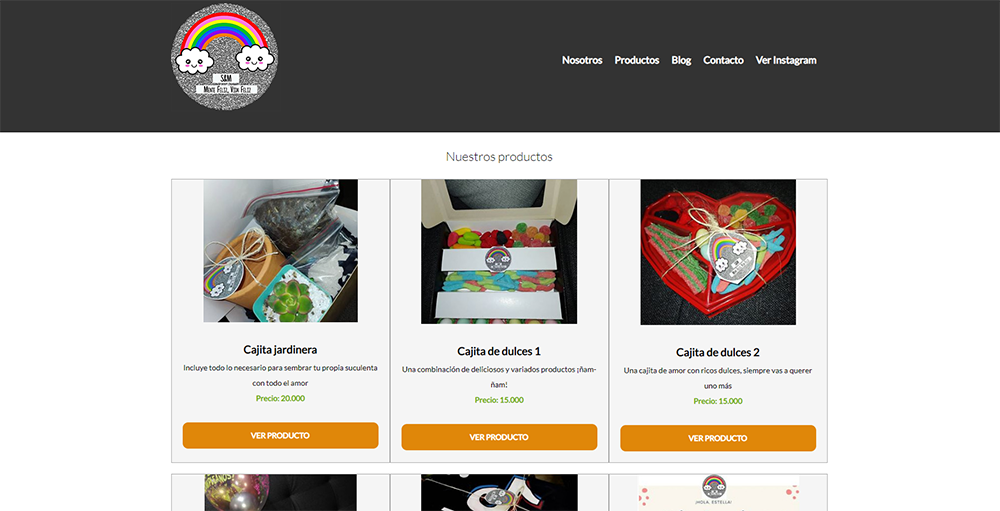 S&M
Mente Feliz, Vida Feliz
Nosotros Productos Blog Contacto Ver Instagram
Nuestros productos
Cajita jardinera
Incluye todo lo necesario para sembrar tu propia suculenta
con todo el amor
Precio: 20.000
VER PRODUCTO
Cajita de dulces 1
Una combinación de deliciosos y variados productos ¡ñam-
ñam!
Precio: 15.000
VER PRODUCTO
Cajita de dulces 2
Una cajita de amor con ricos dulces, siempre vas a querer
uno más
Precio: 15.000
VER PRODUCTO
¡HOLA, ESTELLA!